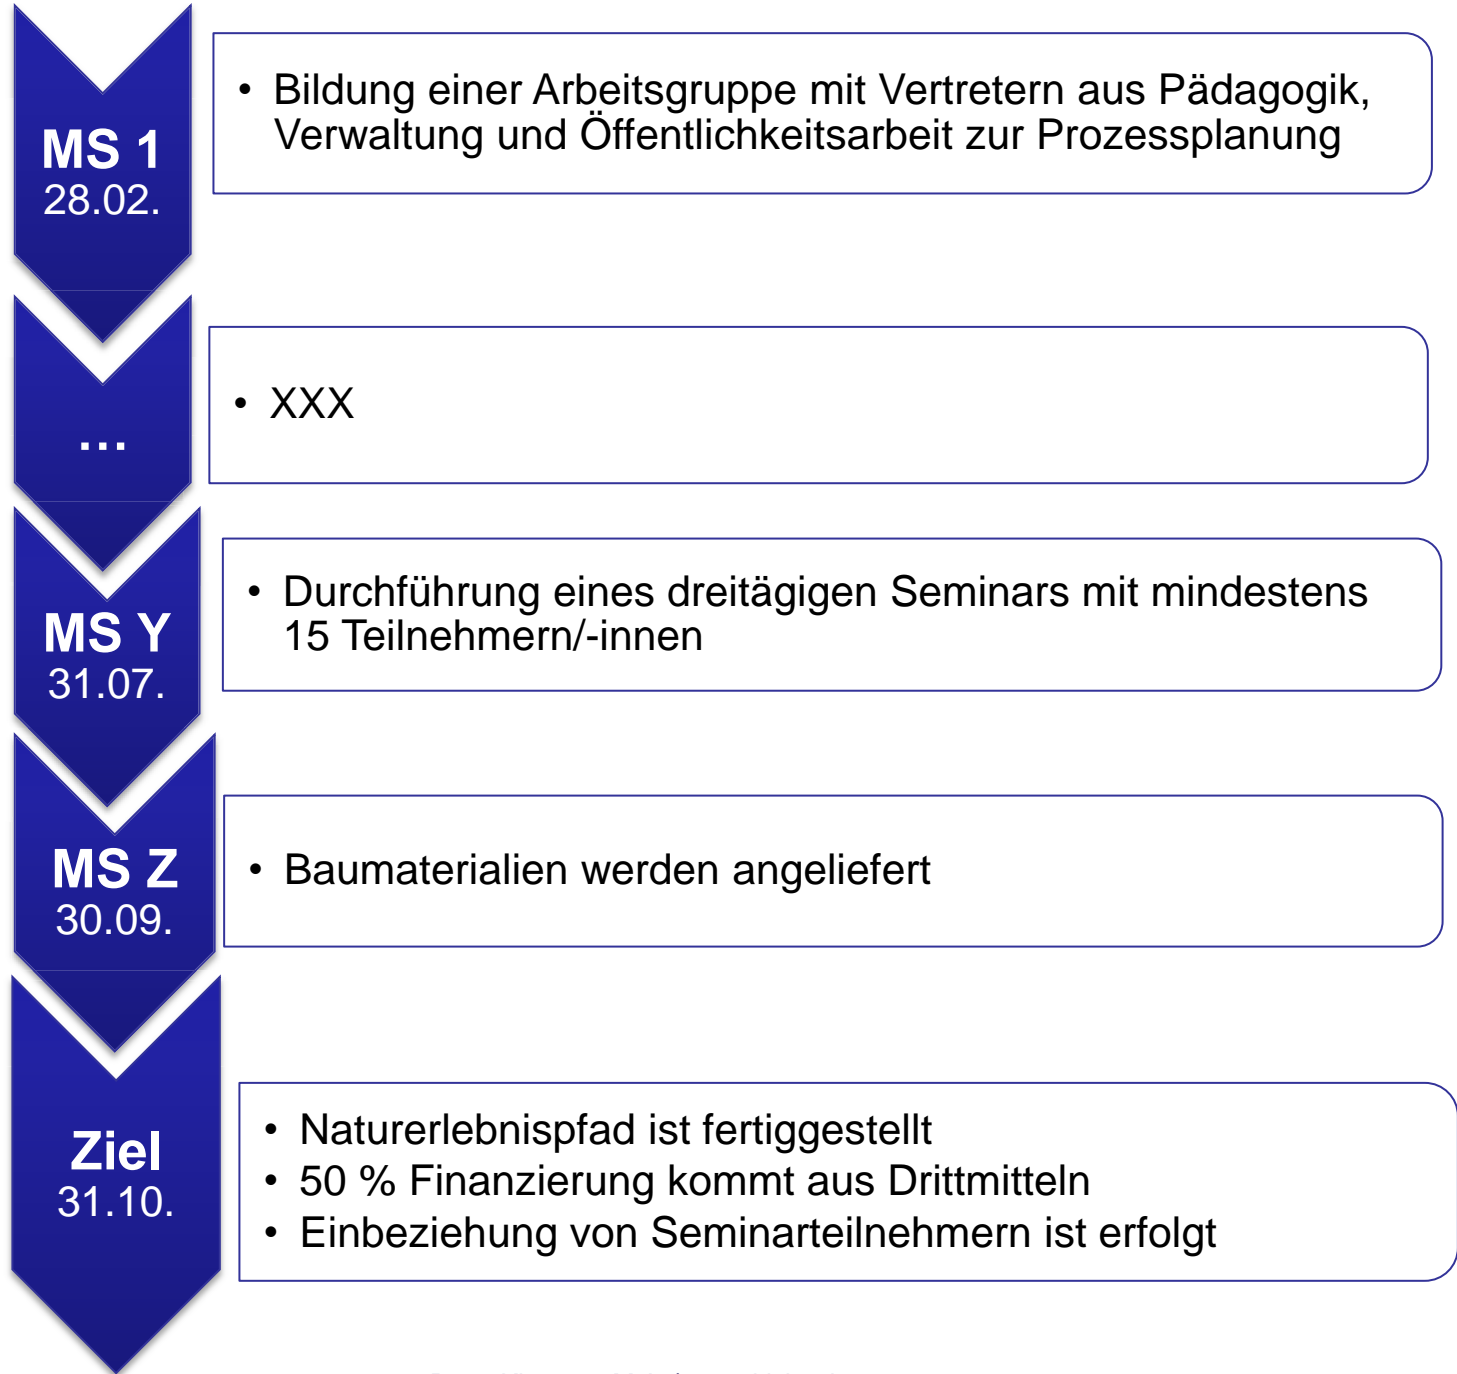 MS 1
28.02.
• Bildung einer Arbeitsgruppe mit Vertretern aus Pädagogik,
Verwaltung und Öffentlichkeitsarbeit zur Prozessplanung
...
• XXX
MS Y
31.07.
• Durchführung eines dreitägigen Seminars mit mindestens
15 Teilnehmern/-innen
MS Z
30.09.
• Baumaterialien werden angeliefert
Ziel
31.10.
• Naturerlebnispfad ist fertiggestellt
• 50 % Finanzierung kommt aus Drittmitteln
• Einbeziehung von Seminarteilnehmern ist erfolgt